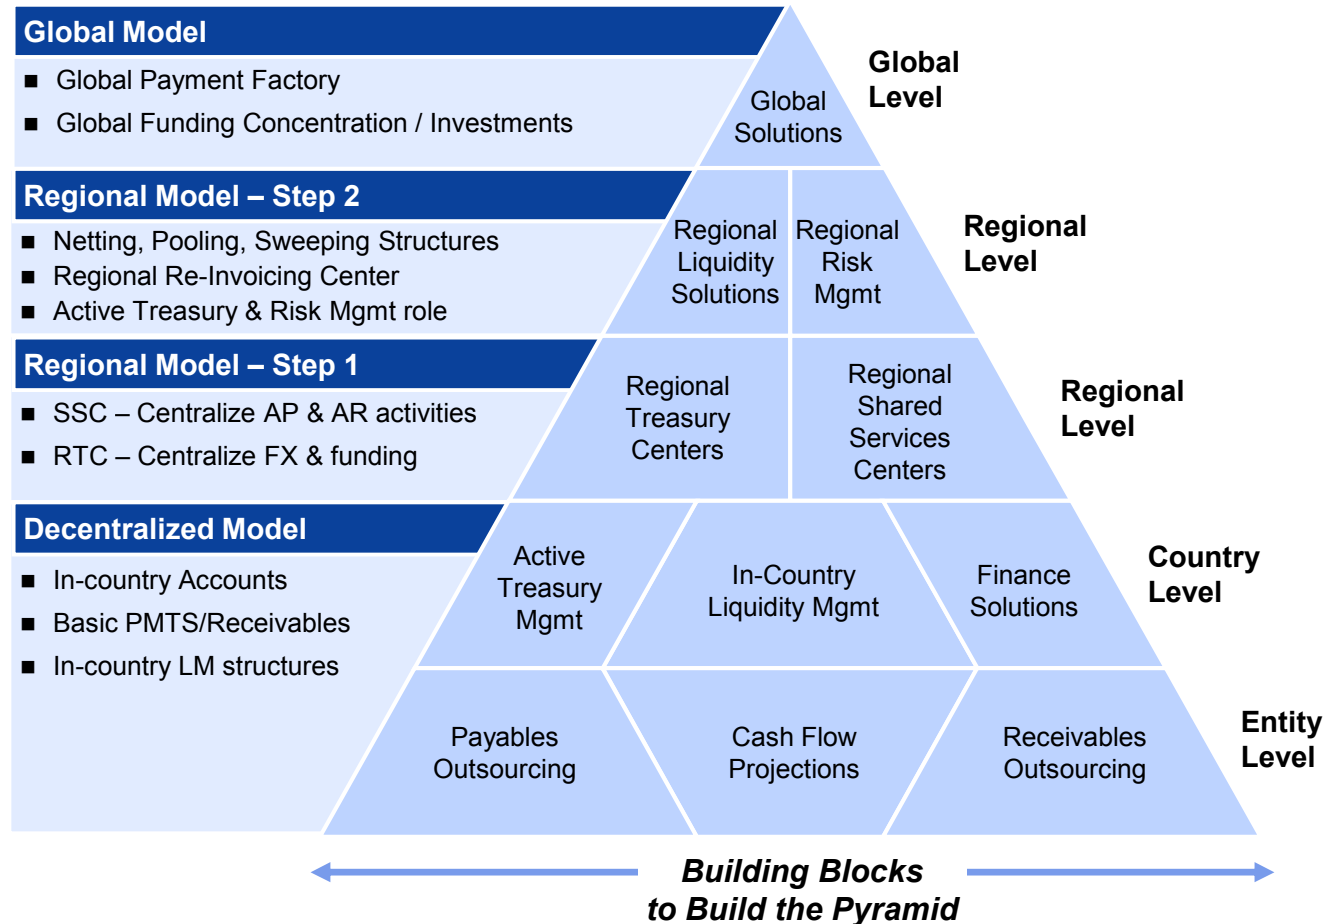 Global Model
■ Global Payment Factory
■ Global Funding Concentration / Investments
Global
Solutions
Global
Level
Regional Model – Step 2
■ Netting, Pooling, Sweeping Structures
■ Regional Re-Invoicing Center
■ Active Treasury & Risk Mgmt role
Regional
Liquidity
Solutions
Regional
Risk
Mgmt
Regional
Level
Regional Model – Step 1
■ SSC – Centralize AP & AR activities
■ RTC – Centralize FX & funding
Regional
Treasury
Centers
Regional
Shared
Services
Centers
Regional
Level
Decentralized Model
■ In-country Accounts
■ Basic PMTS/Receivables
■ In-country LM structures
Active
Treasury
Mgmt
In-Country
Liquidity Mgmt
Finance
Solutions
Country
Level
Payables
Outsourcing
Cash Flow
Projections
Receivables
Outsourcing
Entity
Level
Building Blocks
to Build the Pyramid